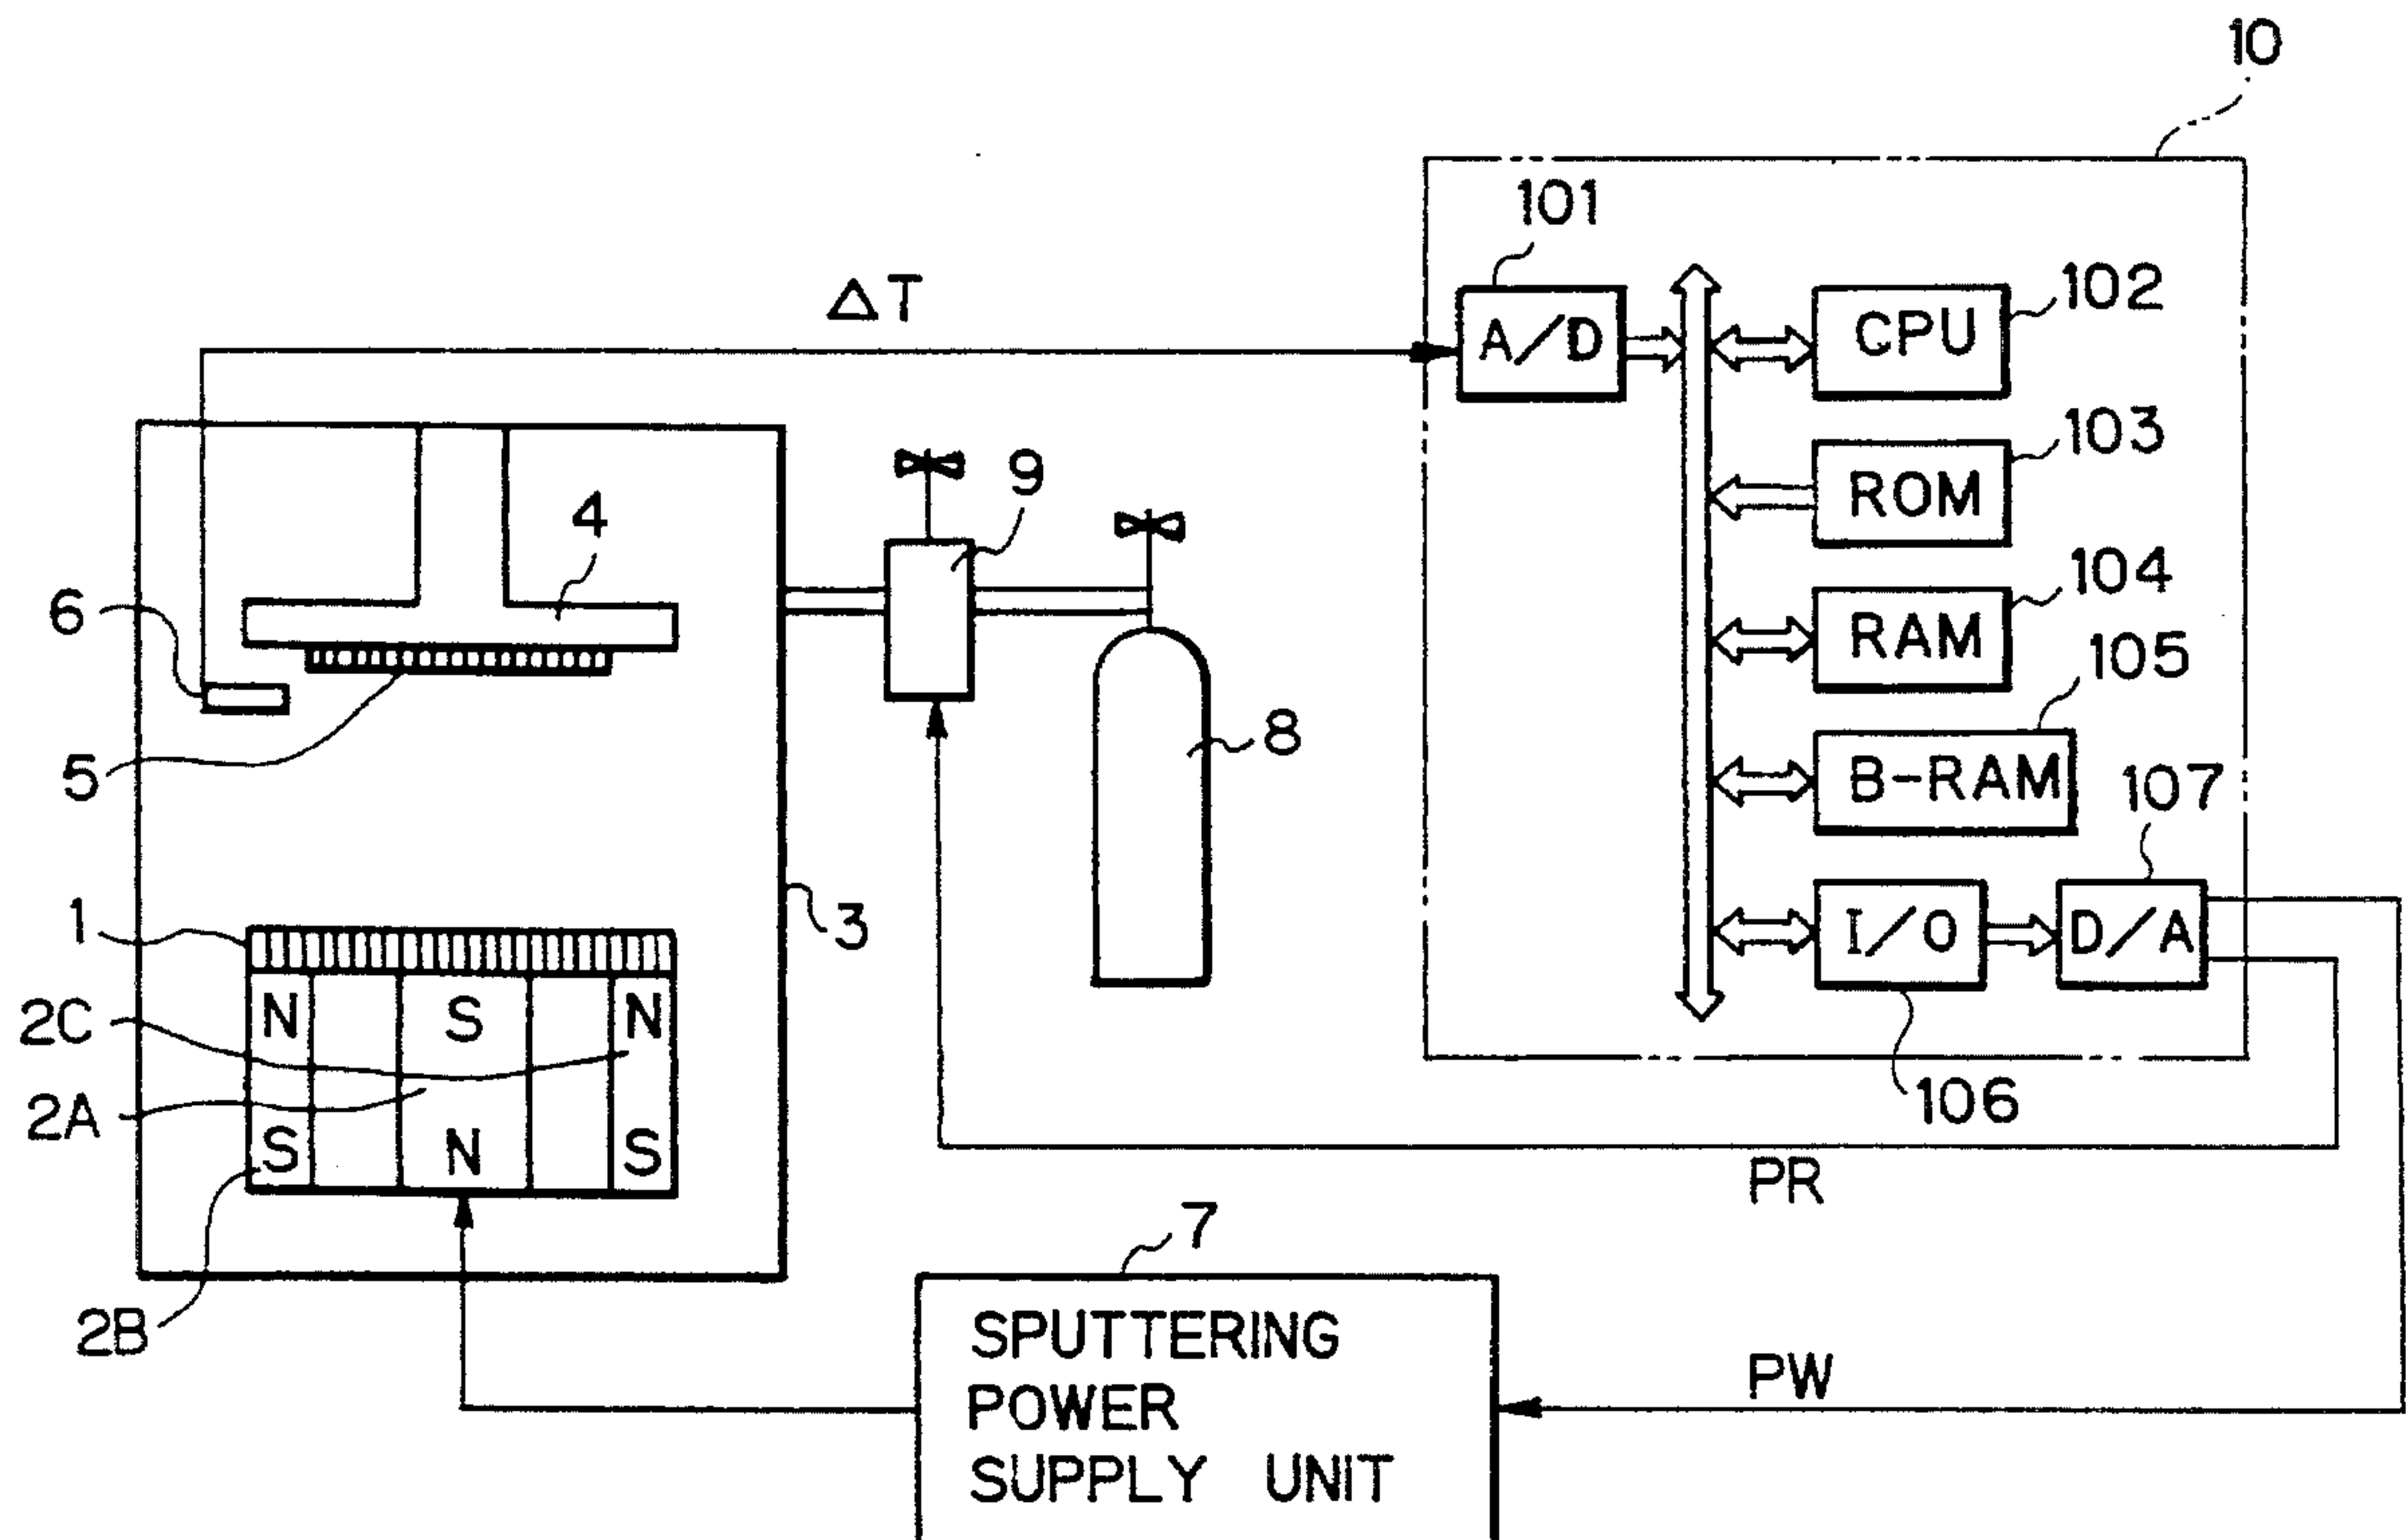 10
101
ΔT
A/D
CPU
102
103
ROM
9
4
104
6
RAM
105
8
5
B-RAM
107
1
3
I/O
D/A
N
S
N
2C
106
2A
S
N
S
PR
7
2B
SPUTTERING
PW
POWER
SUPPLY UNIT